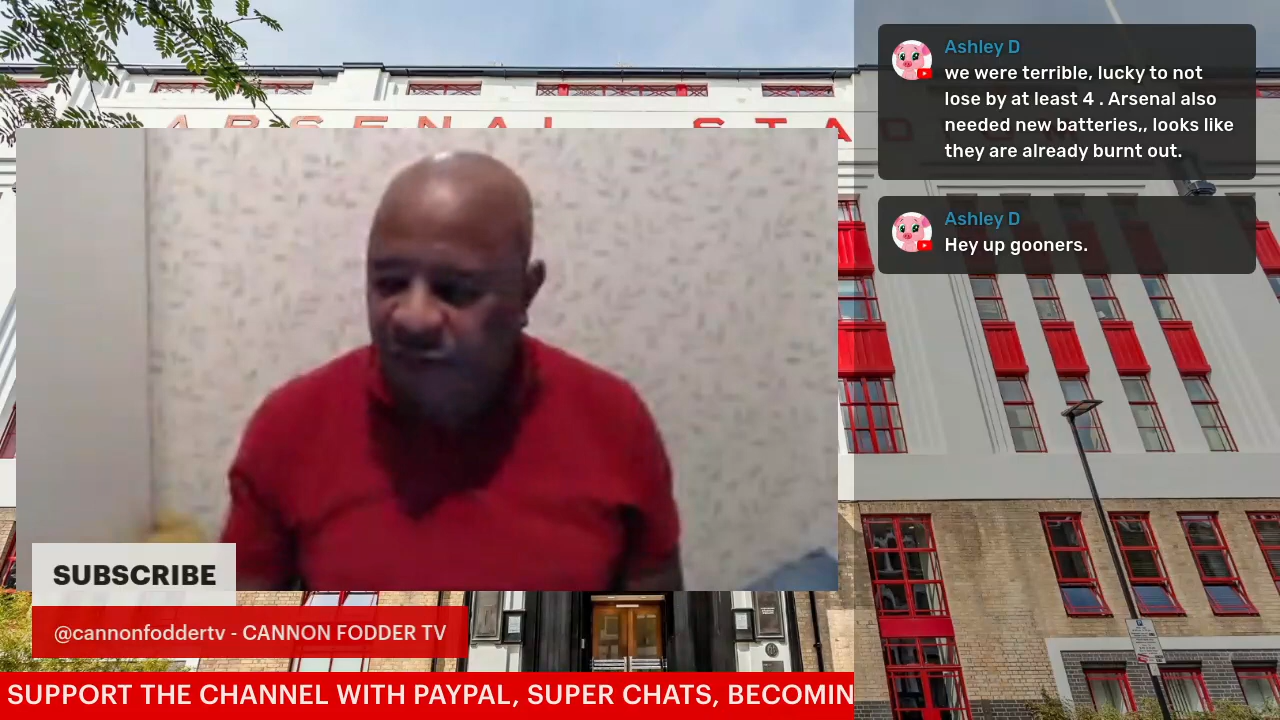 ARSENAL STAD
Ashley D
we were terrible, lucky to not
lose by at least 4 . Arsenal also
needed new batteries,, looks like
they are already burnt out.
Ashley D
Hey up gooners.
SUBSCRIBE
@cannonfoddertv - CANNON FODDER TV
SUPPORT THE CHANNEL WITH PAYPAL, SUPER CHATS, BECOMIN